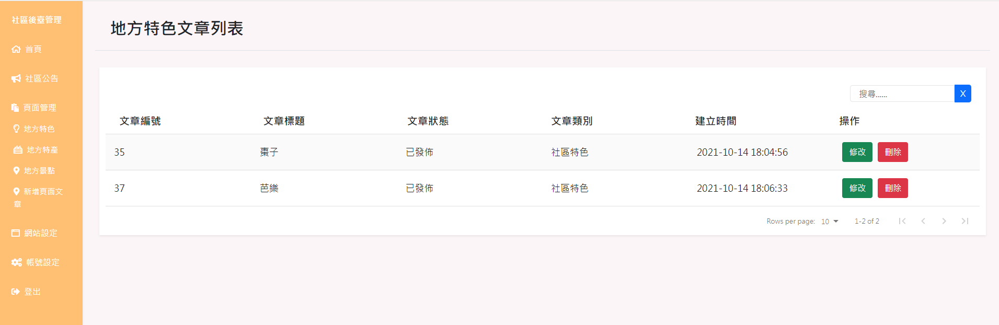 社區後臺管理
首頁
社區公告
頁面管理
地方特色
地方特產
地方景點
新增頁面文
章
網站設定
帳號設定
登出
地方特色文章列表
搜尋...... X
文章編號 文章標題 文章狀態 文章類別 建立時間 操作
35 棗子 已發佈 社區特色 2021-10-14 18:04:56 修改 刪除
37 芭樂 已發佈 社區特色 2021-10-14 18:06:33 修改 刪除
Rows per page: 10 1-2 of 2